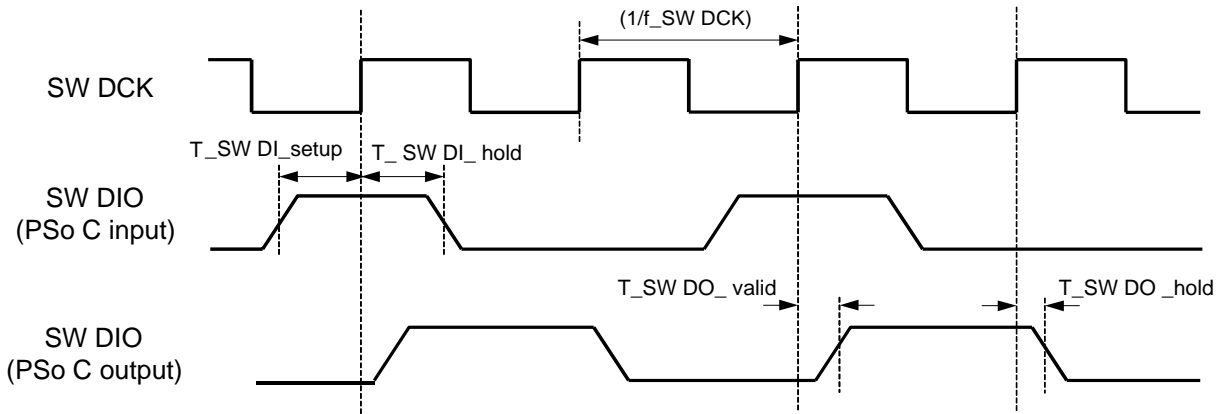 (1/f_SW DCK)
SW DCK
T_SW DI_setup
T_ SW DI_ hold
SW DIO
(PSo C input)
T_SW DO_ valid
T_SW DO _hold
SW DIO
(PSo C output)